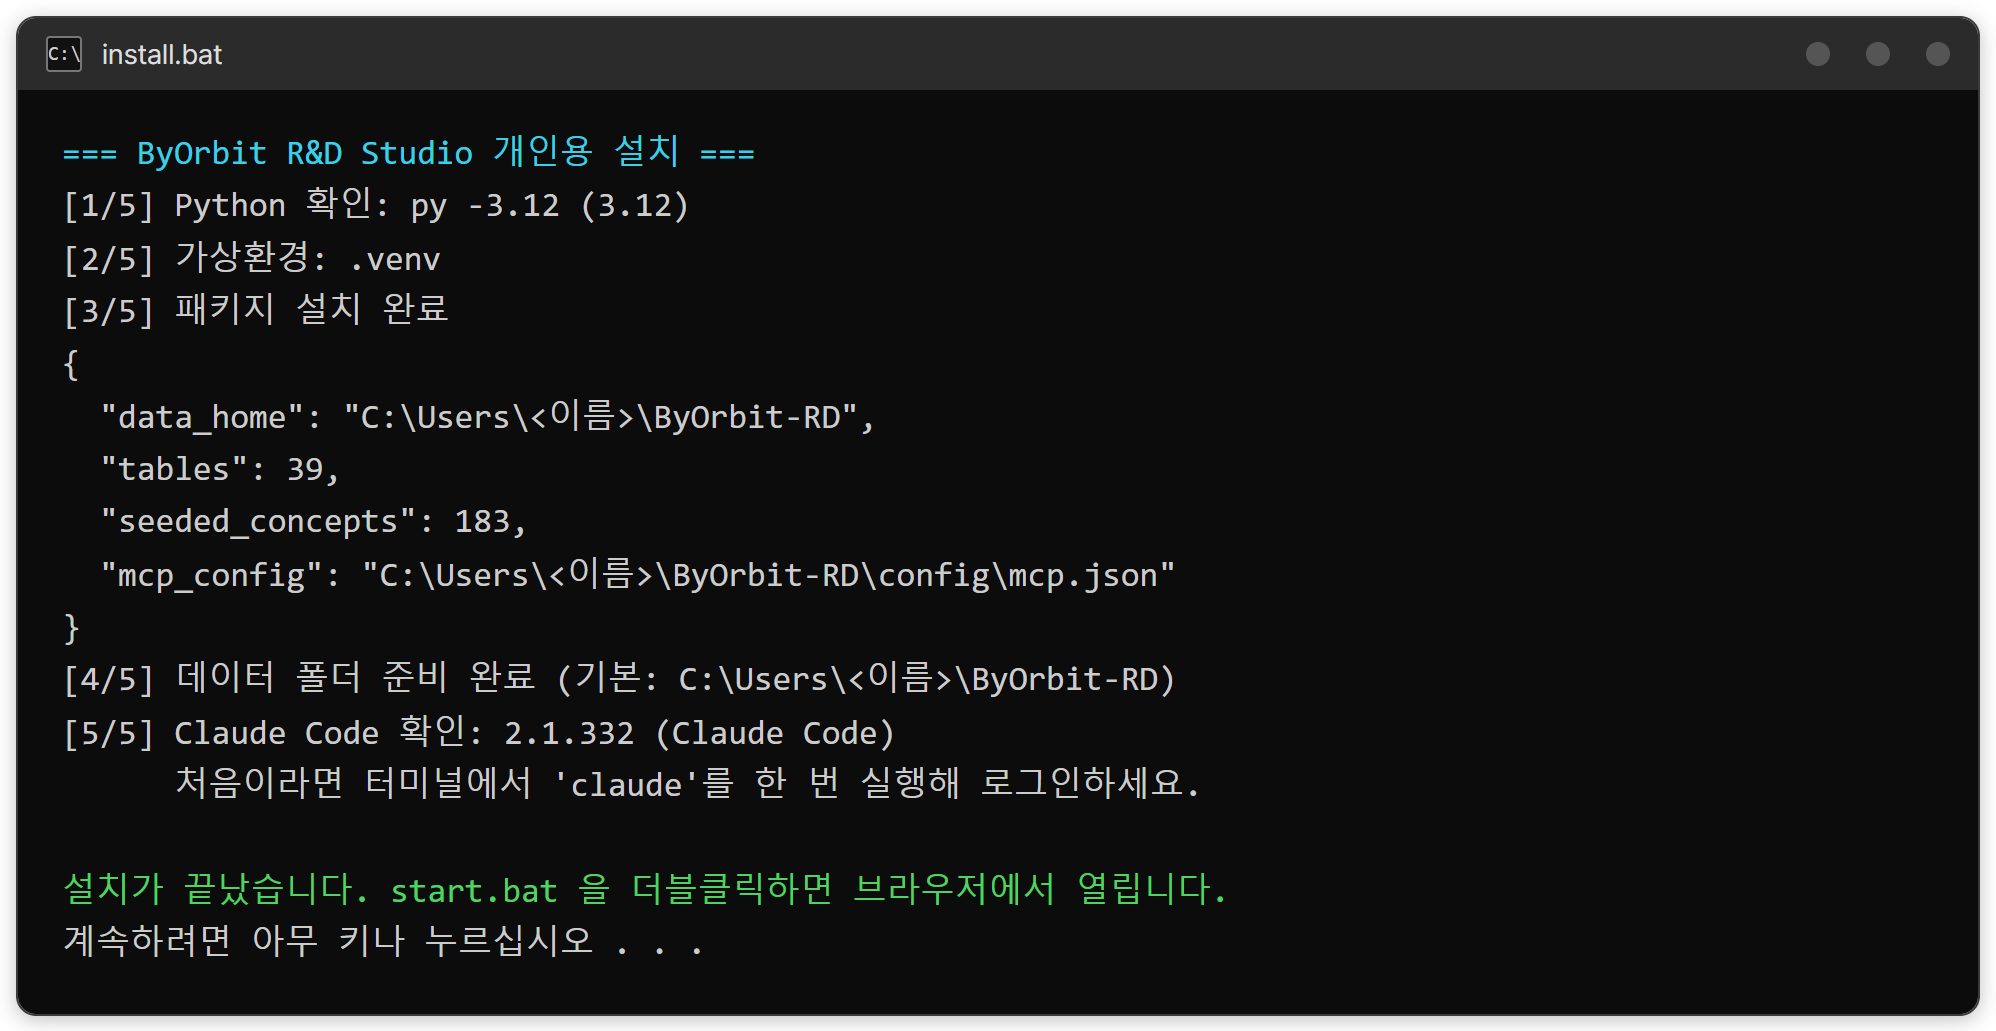 C:\ install.bat
=== ByOrbit R&D Studio 개인용 설치 ===
[1/5] Python 확인: py -3.12 (3.12)
[2/5] 가상환경: .venv
[3/5] 패키지 설치 완료
{
  "data_home": "C:\Users\<이름>\ByOrbit-RD",
  "tables": 39,
  "seeded_concepts": 183,
  "mcp_config": "C:\Users\<이름>\ByOrbit-RD\config\mcp.json"
}
[4/5] 데이터 폴더 준비 완료 (기본: C:\Users\<이름>\ByOrbit-RD)
[5/5] Claude Code 확인: 2.1.332 (Claude Code)
      처음이라면 터미널에서 'claude'를 한 번 실행해 로그인하세요.
설치가 끝났습니다. start.bat 을 더블클릭하면 브라우저에서 열립니다.
계속하려면 아무 키나 누르십시오 . . .